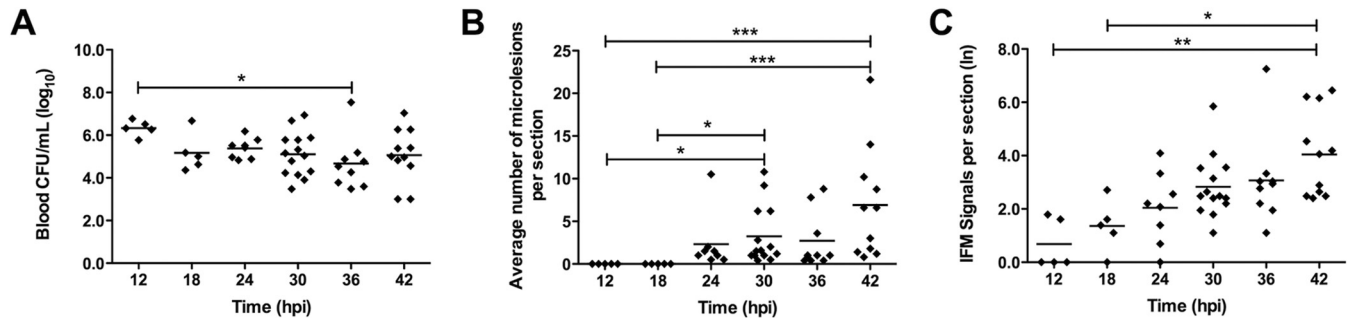 A
Blood CFU/mL (log10)
10.0
8.0
6.0
4.0
2.0
0.0
*
12 18 24 30 36 42
Time (hpi)
B
Average number of microlesions
per section
25
20
15
10
5
0
***
***
*
*
12 18 24 30 36 42
Time (hpi)
C
IFM Signals per section (ln)
8.0
6.0
4.0
2.0
0.0
*
**
12 18 24 30 36 42
Time (hpi)